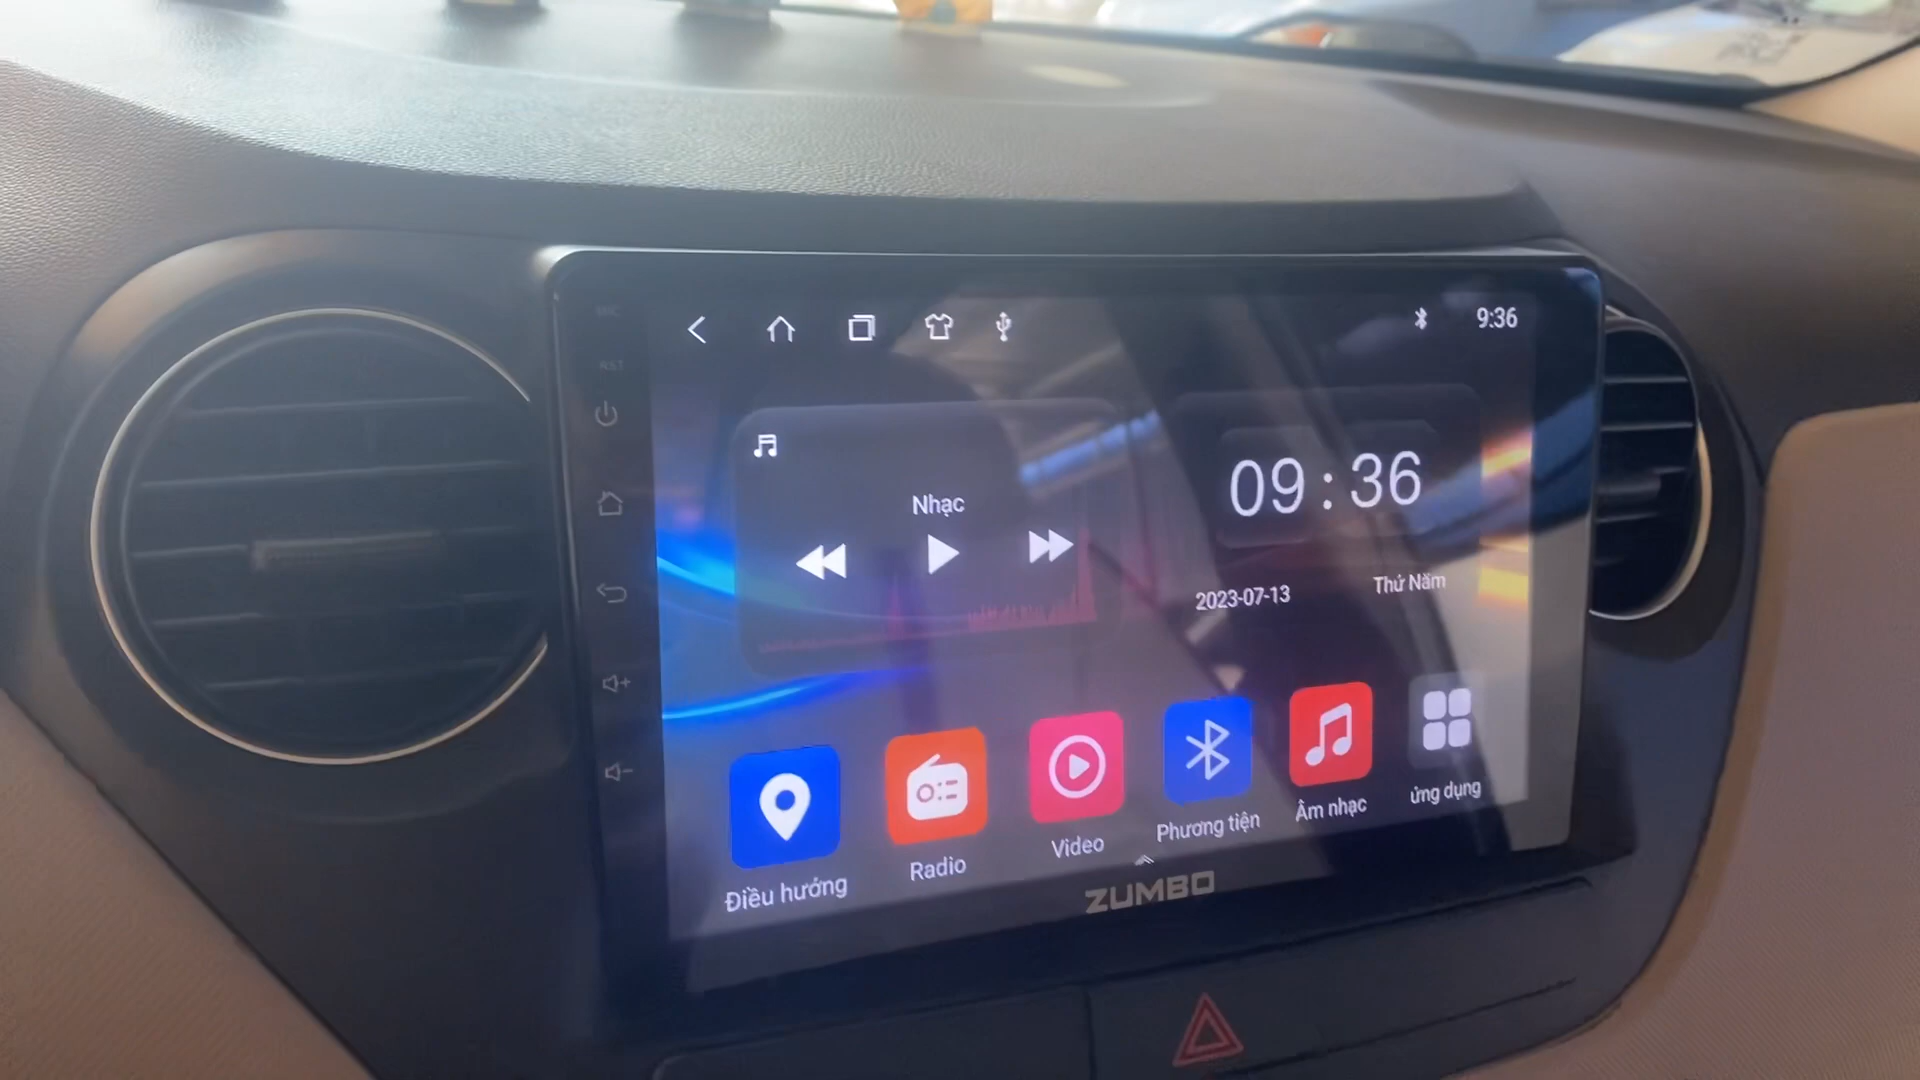 9:36
RST
Nhạc
09:36
2023-07-13
Thứ Năm
Điều hướng
Radio
Video
Phương tiện
Âm nhạc
ứng dụng
ZUMBO